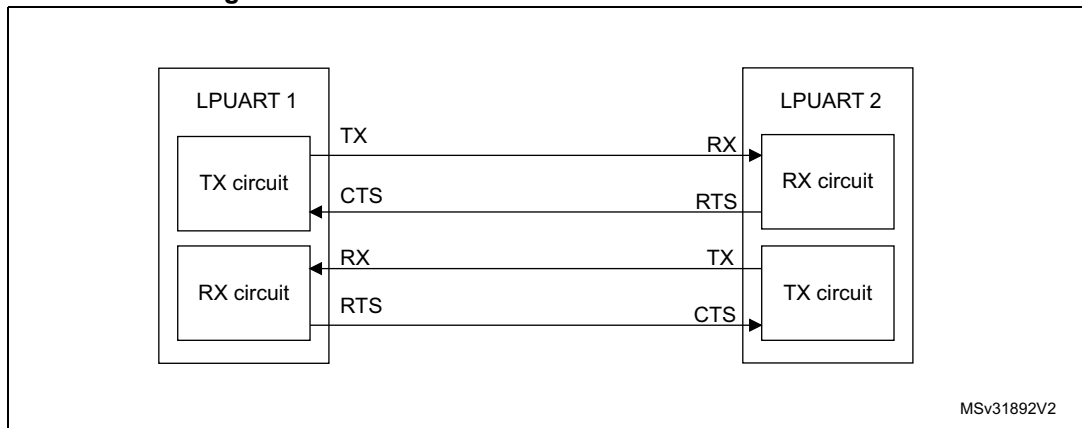 LPUART 1
LPUART 2
TX circuit
TX
RX
RX circuit
CTS
RTS
RX circuit
RX
TX
TX circuit
RTS
CTS
MSv31892V2